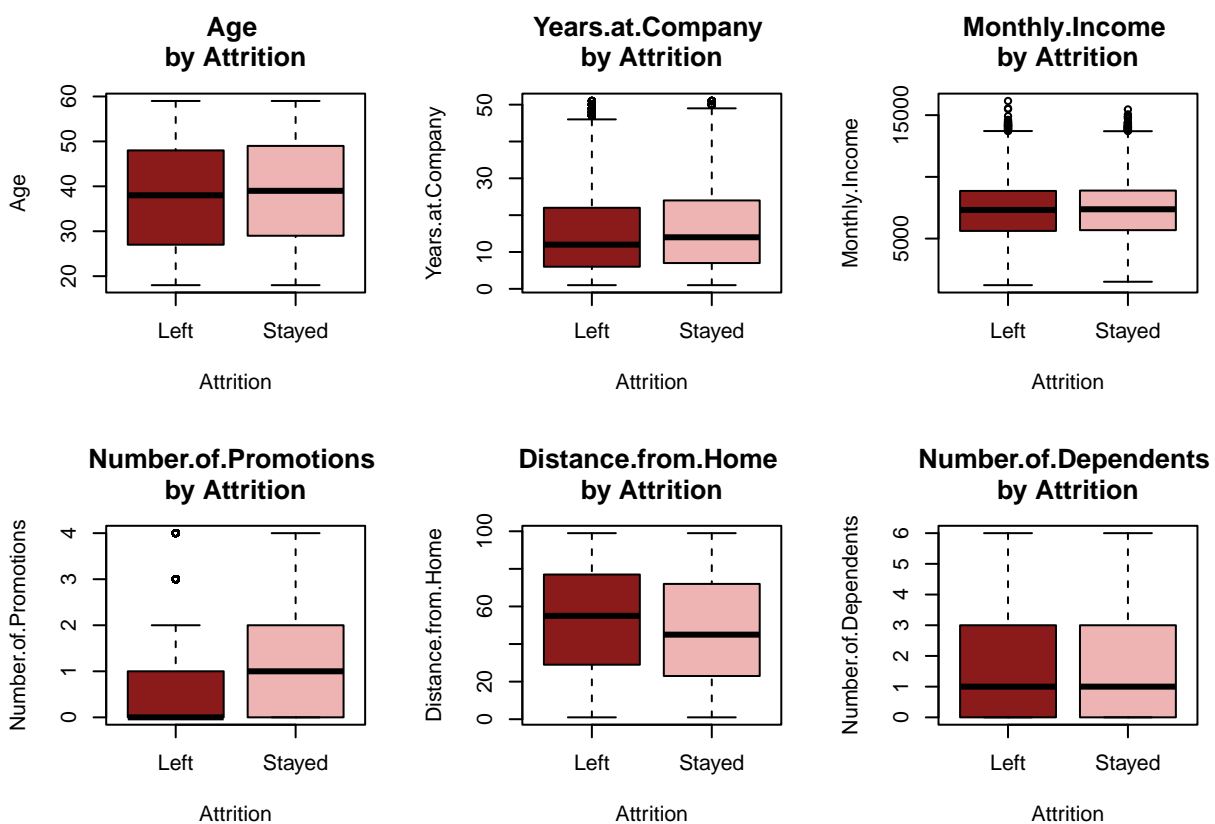 Age
by Attrition
Age
20
30
40
50
60
Left
Stayed
Attrition
Years.at.Company
by Attrition
Years.at.Company
0
10
30
50
Left
Stayed
Attrition
Monthly.Income
by Attrition
Monthly.Income
5000
15000
Left
Stayed
Attrition
Number.of.Promotions
by Attrition
Number.of.Promotions
0
1
2
3
4
Left
Stayed
Attrition
Distance.from.Home
by Attrition
Distance.from.Home
0
20
60
100
Left
Stayed
Attrition
Number.of.Dependents
by Attrition
Number.of.Dependents
0
1
2
3
4
5
6
Left
Stayed
Attrition